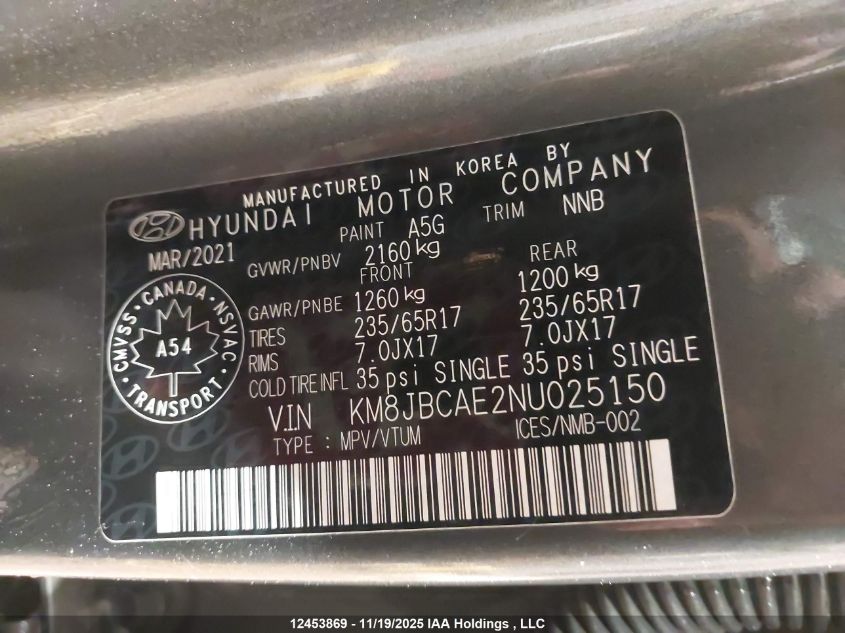 MANUFACTURED IN KOREA BY
HYUNDAI MOTOR COMPANY
MAR/2021 PAINT A5G TRIM NNB
GVWR/PNBV 2160 kg
FRONT REAR
GAWR/PNBE 1260 kg 1200 kg
TIRES 235/65R17 235/65R17
RIMS 7.0JX17 7.0JX17
COLD TIRE INFL 35 psi SINGLE 35 psi SINGLE
CMVSS · CANADA · NSVAC · TRANSPORT
A54
V.I.N KM8JBCAE2NU025150
TYPE : MPV/VTUM ICES/NMB-002
12453869 - 11/19/2025 IAA Holdings , LLC